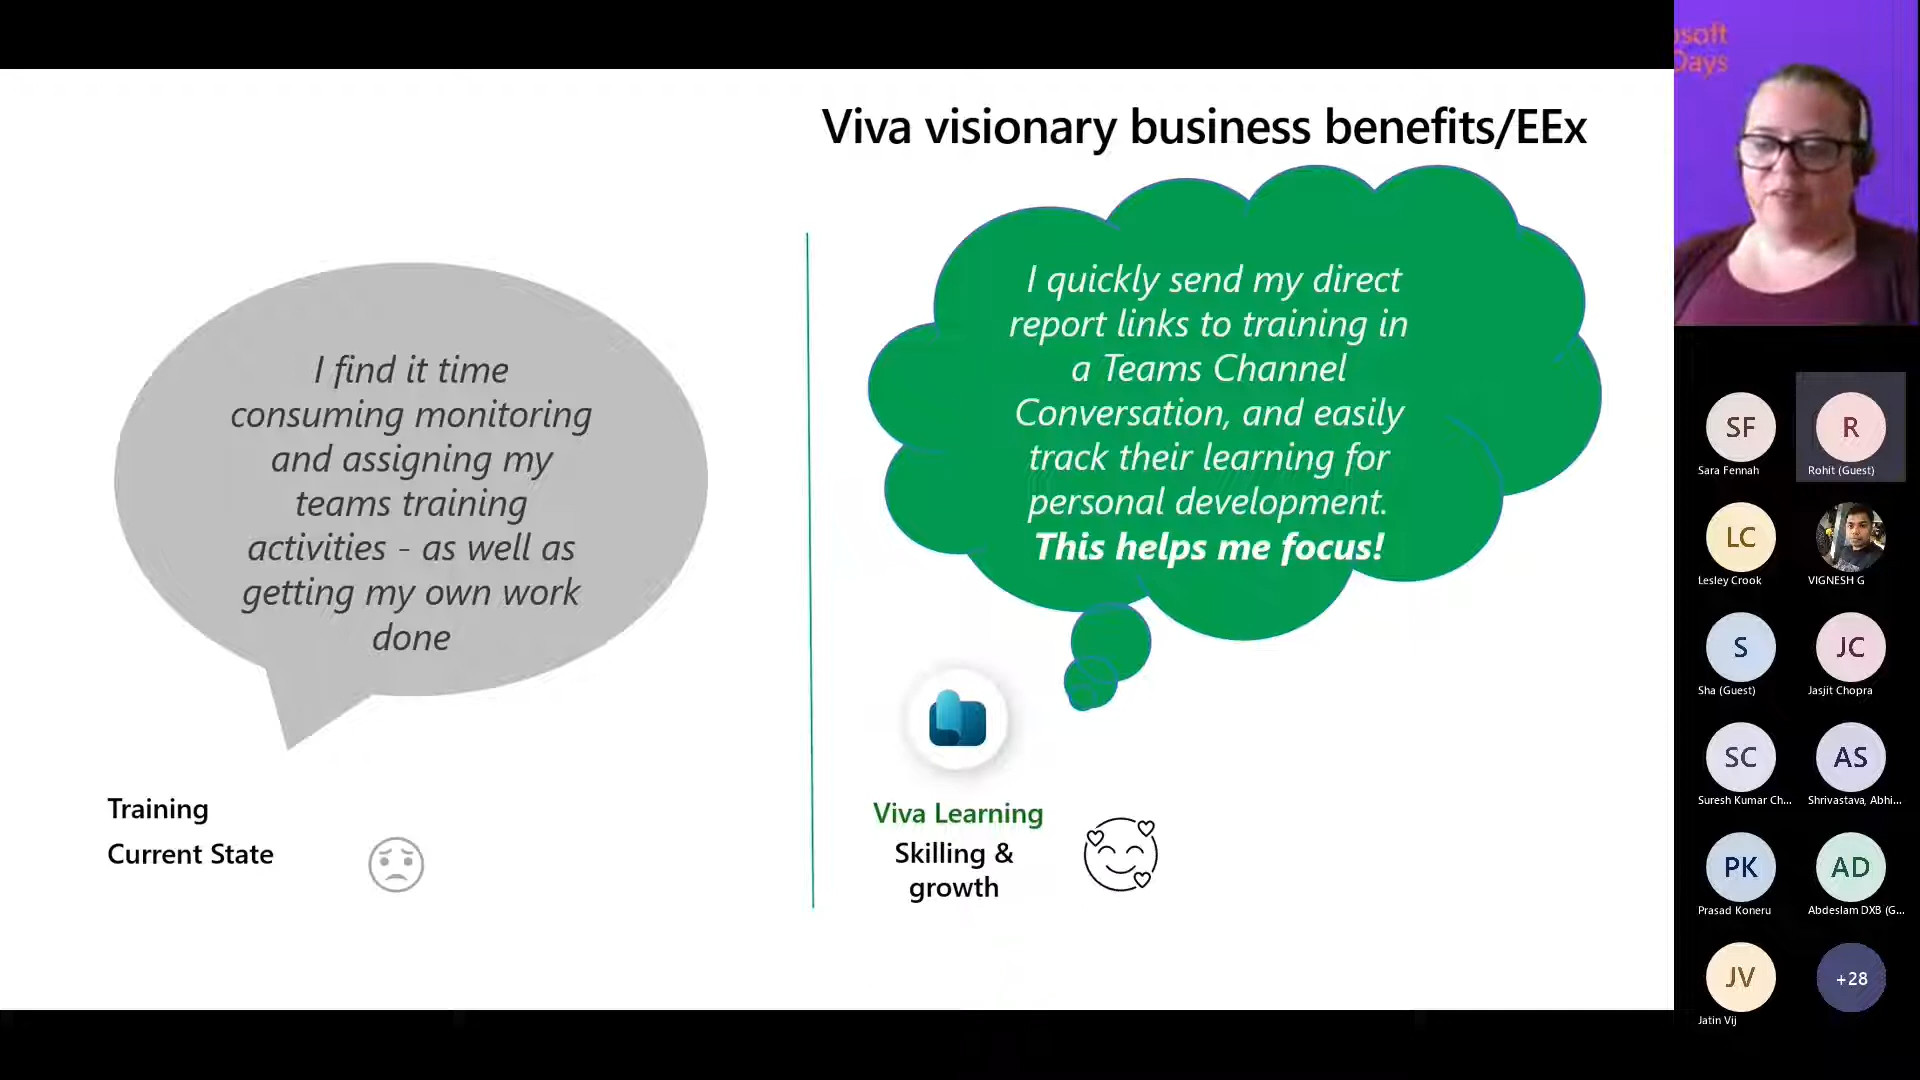 Viva visionary business benefits/EEx
I find it time
consuming monitoring
and assigning my
teams training
activities - as well as
getting my own work
done
Training
Current State
I quickly send my direct
report links to training in
a Teams Channel
Conversation, and easily
track their learning for
personal development.
This helps me focus!
Viva Learning
Skilling &
growth
osoft
Days
SF
Sara Fennah
R
Rohit (Guest)
LC
Lesley Crook
VIGNESH G
S
Sha (Guest)
JC
Jasjit Chopra
SC
Suresh Kumar Ch...
AS
Shrivastava, Abhi...
PK
Prasad Koneru
AD
Abdeslam DXB (G...
JV
Jatin Vij
+28